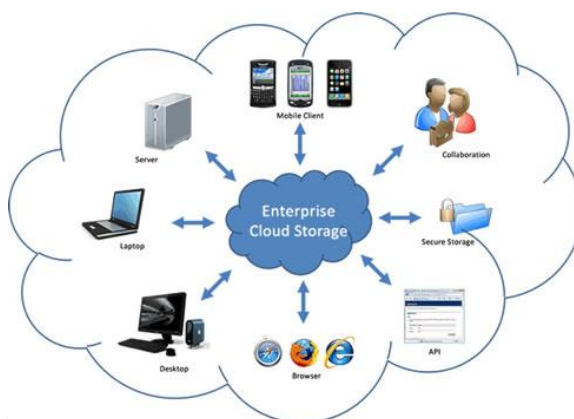 Mobile Client
Server
Collaboration
Enterprise
Cloud Storage
Laptop
Secure Storage
Desktop
Browser
API